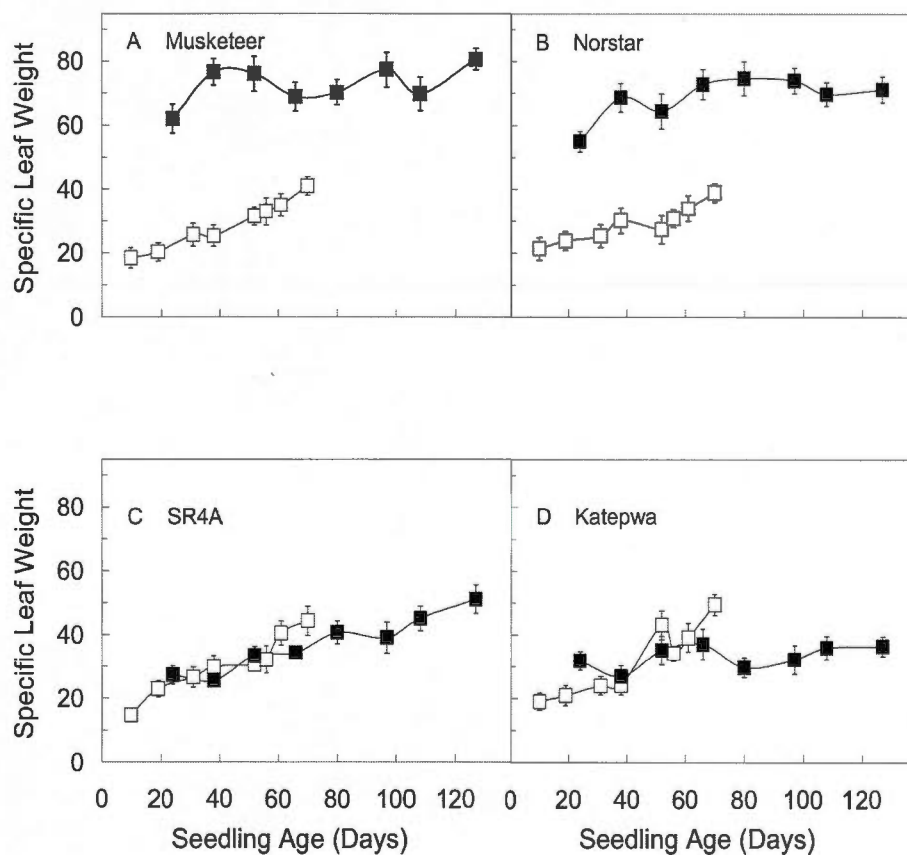 A Musketeer
B Norstar
Specific Leaf Weight
80
60
40
20
0
C SR4A
D Katepwa
Specific Leaf Weight
80
60
40
20
0
0 20 40 60 80 100 120
0 20 40 60 80 100 120
Seedling Age (Days)
Seedling Age (Days)